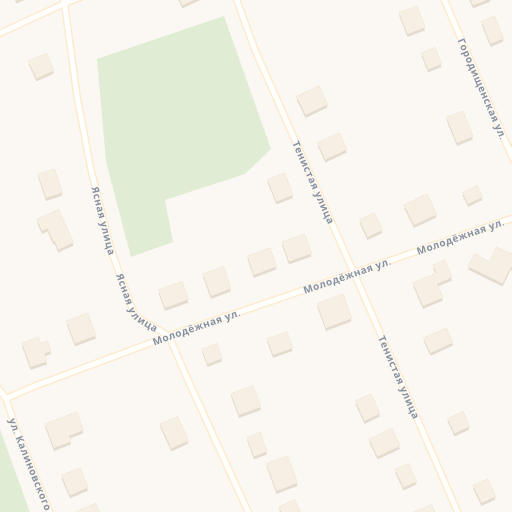 Городищенская ул.
Тенистая улица
Ясная улица
Молодёжная ул.
Молодёжная ул.
Ясная улица
Молодёжная ул.
Тенистая улица
ул. Калиновского